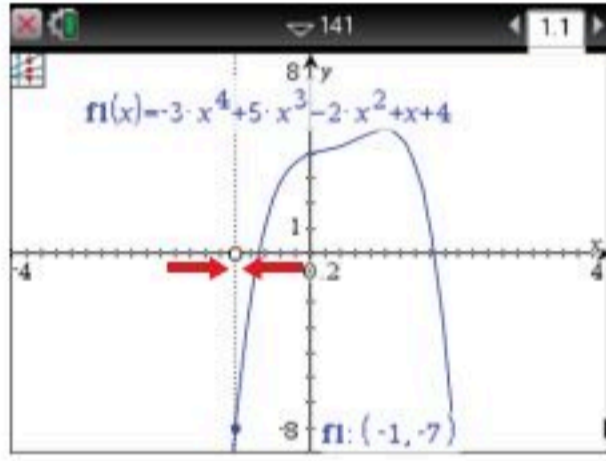 141 1.1
8 y
f1(x)=-3·x^4+5·x^3-2·x^2+x+4
1
x
-4 0.2 4
-8 f1:(-1,-7)